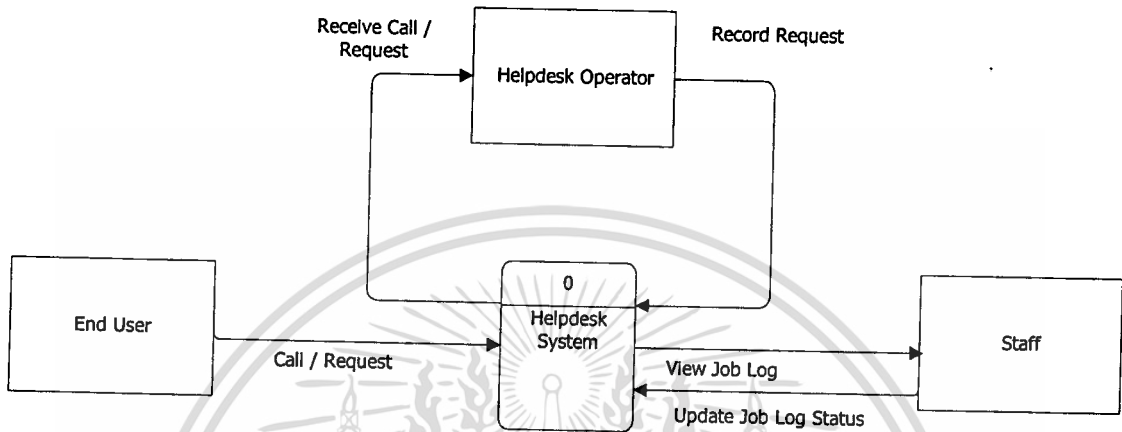 Receive Call /
Request
Helpdesk Operator
Record Request
End User
Call / Request
0
Helpdesk
System
View Job Log
Update Job Log Status
Staff